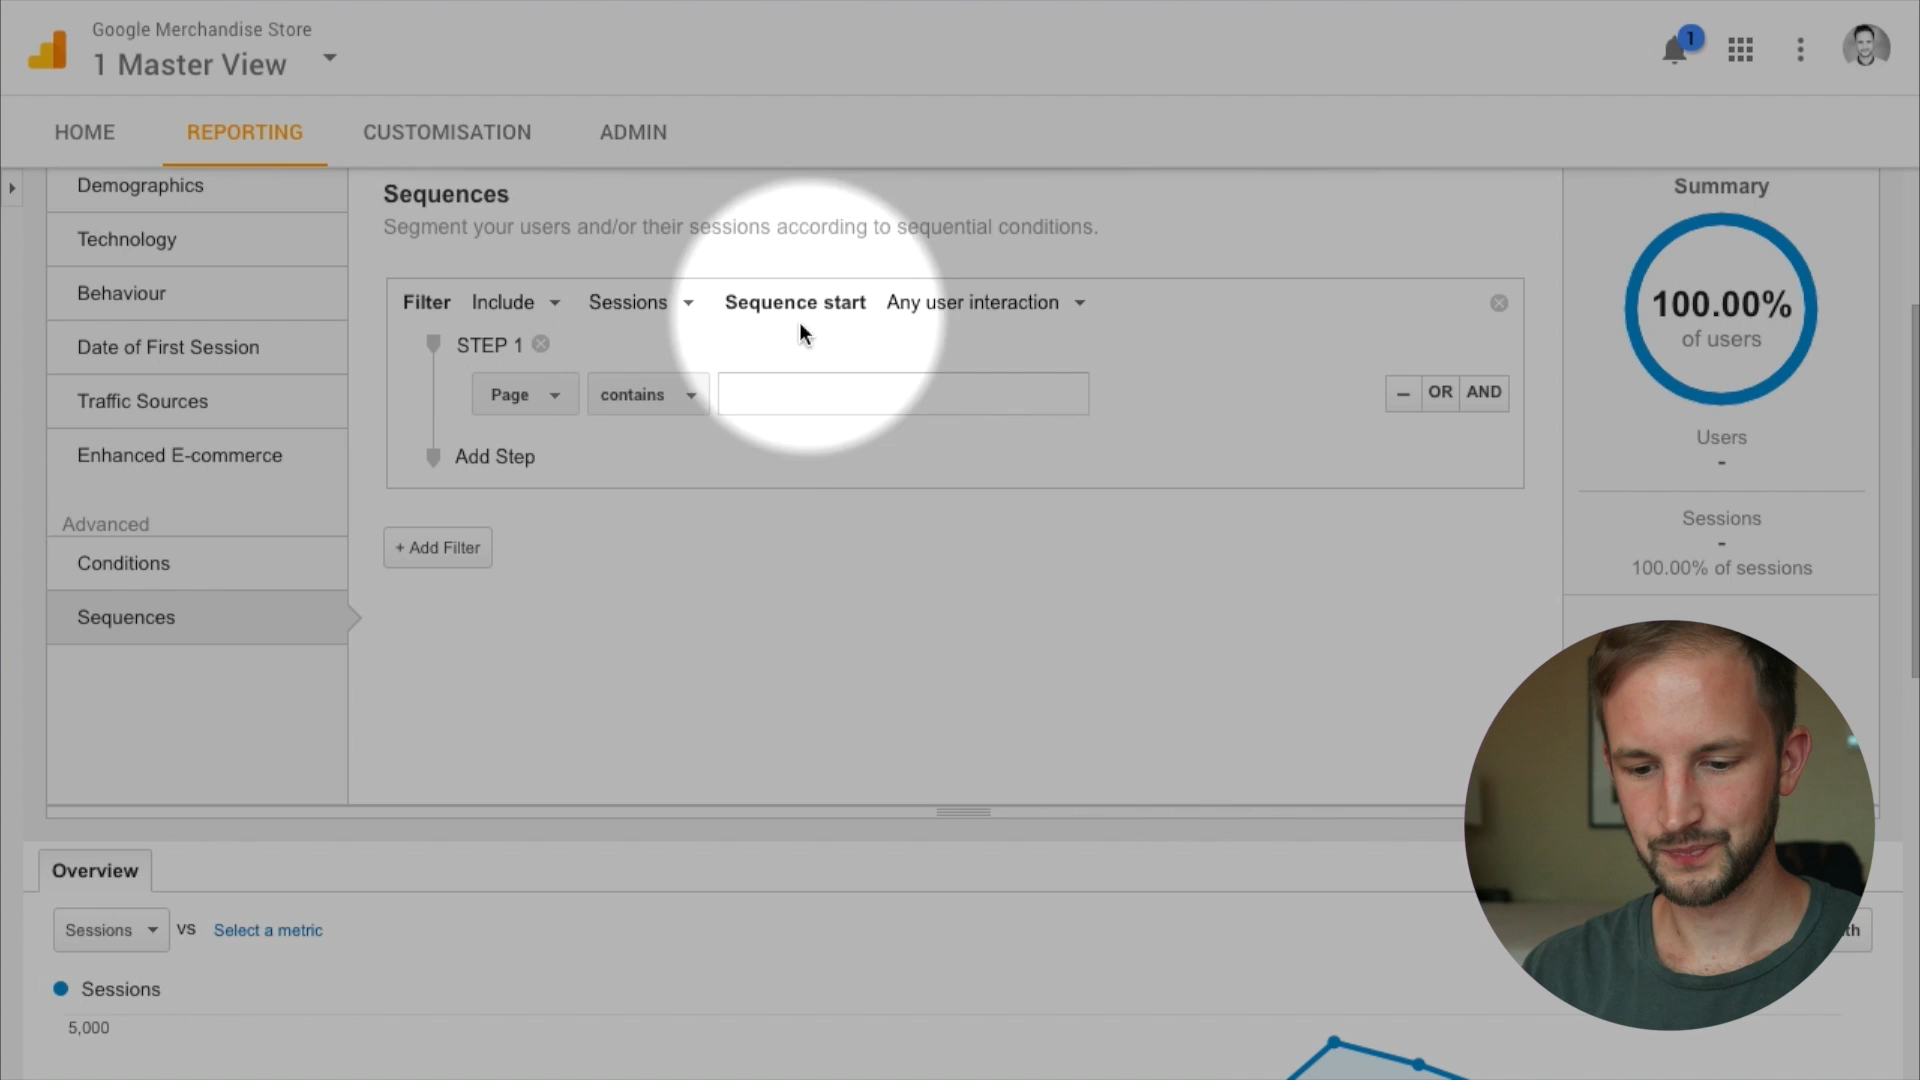 Google Merchandise Store
1 Master View
1
HOME
REPORTING
CUSTOMISATION
ADMIN
Demographics
Technology
Behaviour
Date of First Session
Traffic Sources
Enhanced E-commerce
Advanced
Conditions
Sequences
Sequences
Segment your users and/or their sessions according to sequential conditions.
Filter Include Sessions Sequence start Any user interaction
STEP 1
Page contains
– OR AND
Add Step
+ Add Filter
Summary
100.00%
of users
Users
-
Sessions
-
100.00% of sessions
Overview
Sessions VS Select a metric
th
Sessions
5,000